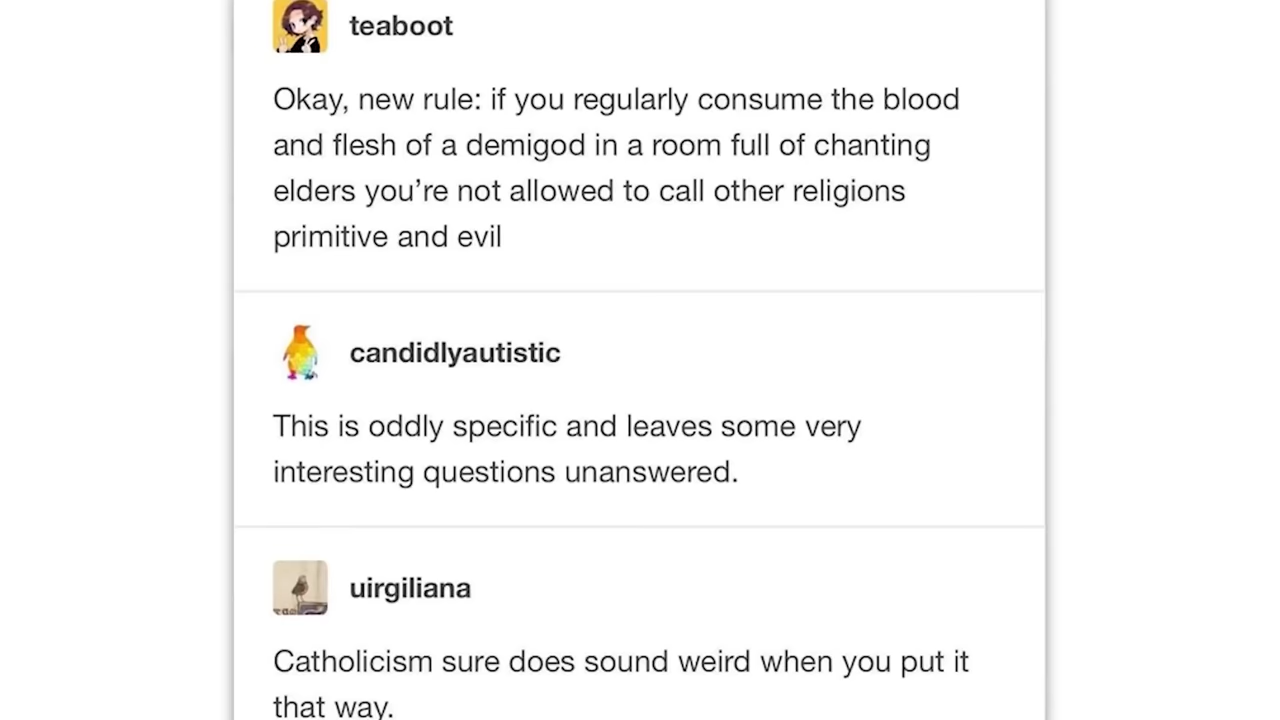 teaboot
Okay, new rule: if you regularly consume the blood
and flesh of a demigod in a room full of chanting
elders you’re not allowed to call other religions
primitive and evil
candidlyautistic
This is oddly specific and leaves some very
interesting questions unanswered.
uirgiliana
Catholicism sure does sound weird when you put it
that way.